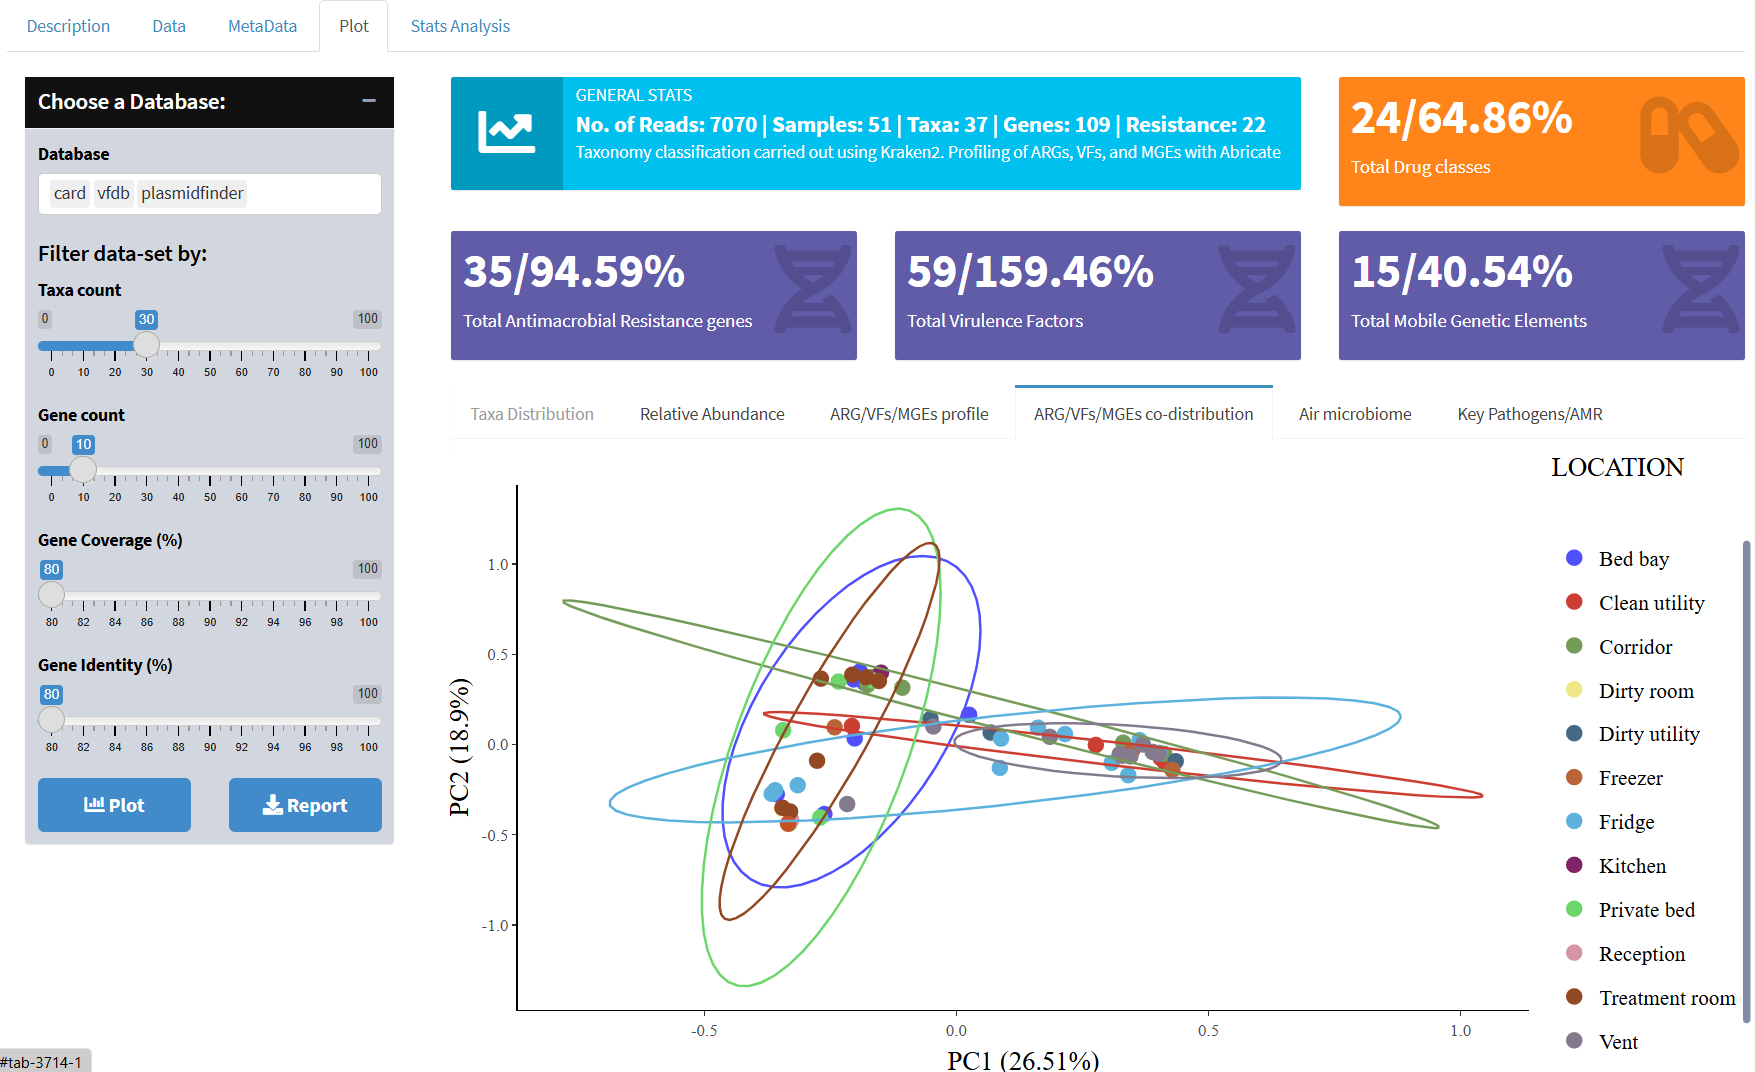 Description Data MetaData Plot Stats Analysis
Choose a Database:
Database
card vfdb plasmidfinder
Filter data-set by:
Taxa count
0 30 100
0 10 20 30 40 50 60 70 80 90 100
Gene count
0 10 100
0 10 20 30 40 50 60 70 80 90 100
Gene Coverage (%)
80 100
80 82 84 86 88 90 92 94 96 98 100
Gene Identity (%)
80 100
80 82 84 86 88 90 92 94 96 98 100
Plot Report
GENERAL STATS
No. of Reads: 7070 | Samples: 51 | Taxa: 37 | Genes: 109 | Resistance: 22
Taxonomy classification carried out using Kraken2. Profiling of ARGs, VFs, and MGEs with Abricate
24/64.86%
Total Drug classes
35/94.59%
Total Antimacrobial Resistance genes
59/159.46%
Total Virulence Factors
15/40.54%
Total Mobile Genetic Elements
Taxa Distribution Relative Abundance ARG/VFs/MGEs profile ARG/VFs/MGEs co-distribution Air microbiome Key Pathogens/AMR
PC2 (18.9%)
1.0
0.5
0.0
-0.5
-1.0
-0.5 0.0 0.5 1.0
PC1 (26.51%)
LOCATION
Bed bay
Clean utility
Corridor
Dirty room
Dirty utility
Freezer
Fridge
Kitchen
Private bed
Reception
Treatment room
Vent
#tab-3714-1